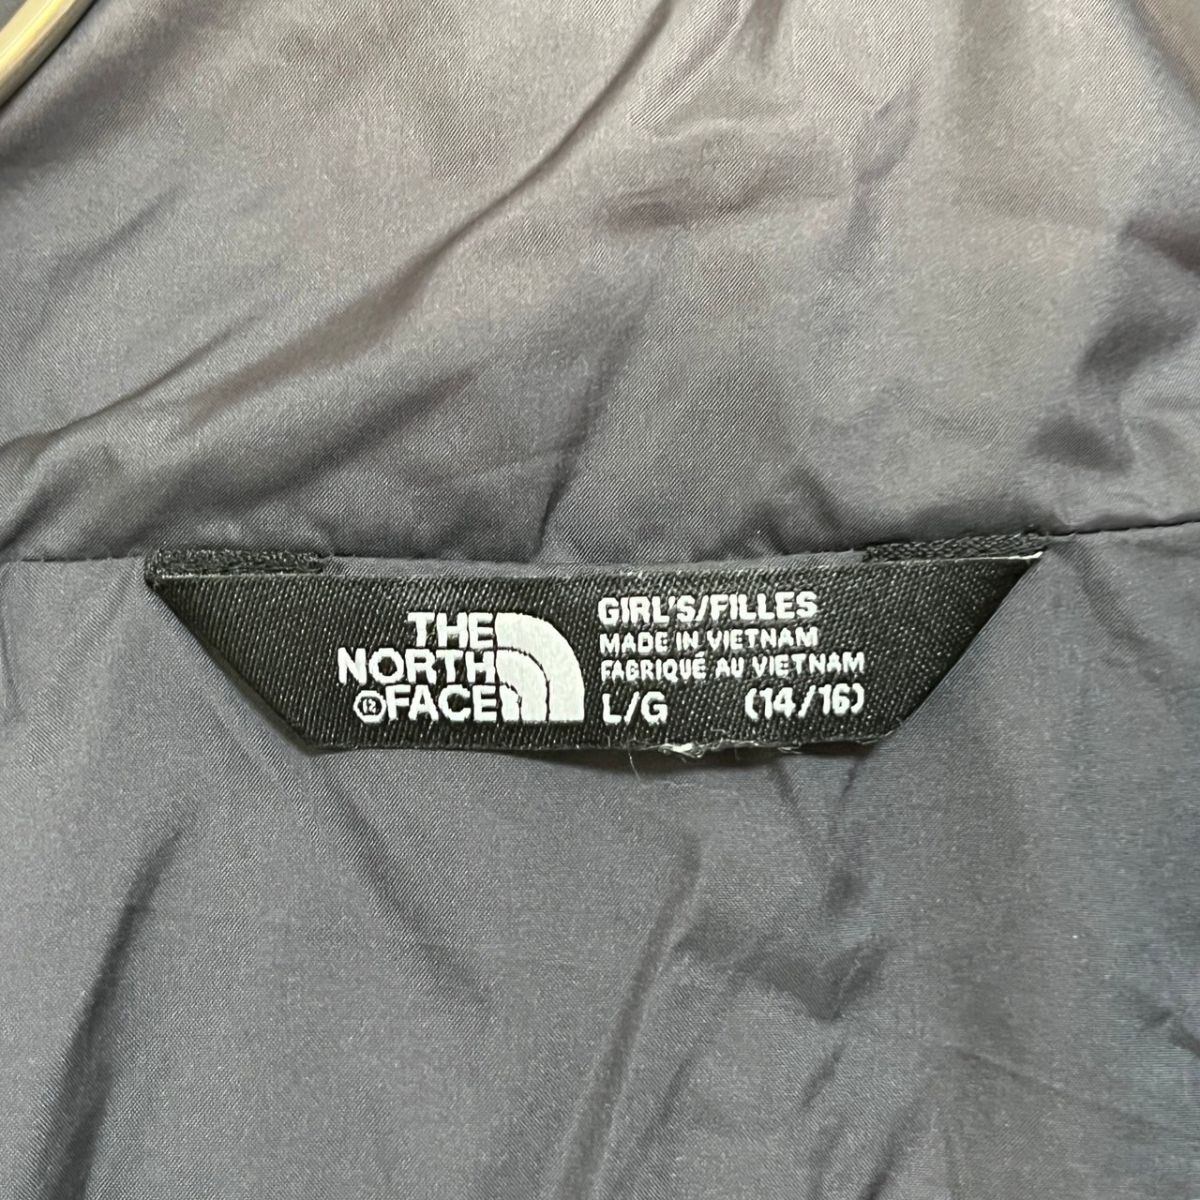 THE
NORTH
FACE
GIRL'S/FILLES
MADE IN VIETNAM
FABRIQUÉ AU VIETNAM
L/G (14/16)